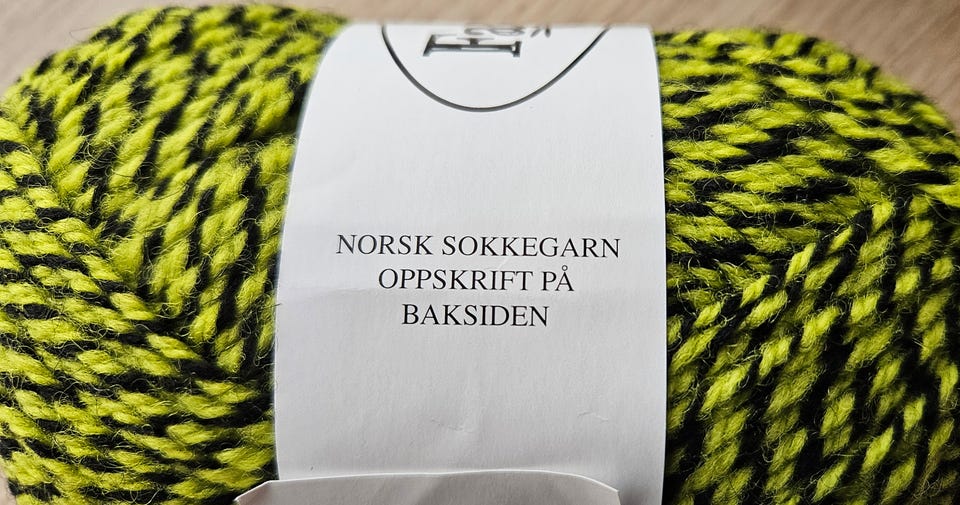 NORSK SOKKEGARN
OPPSKRIFT PÅ
BAKSIDEN